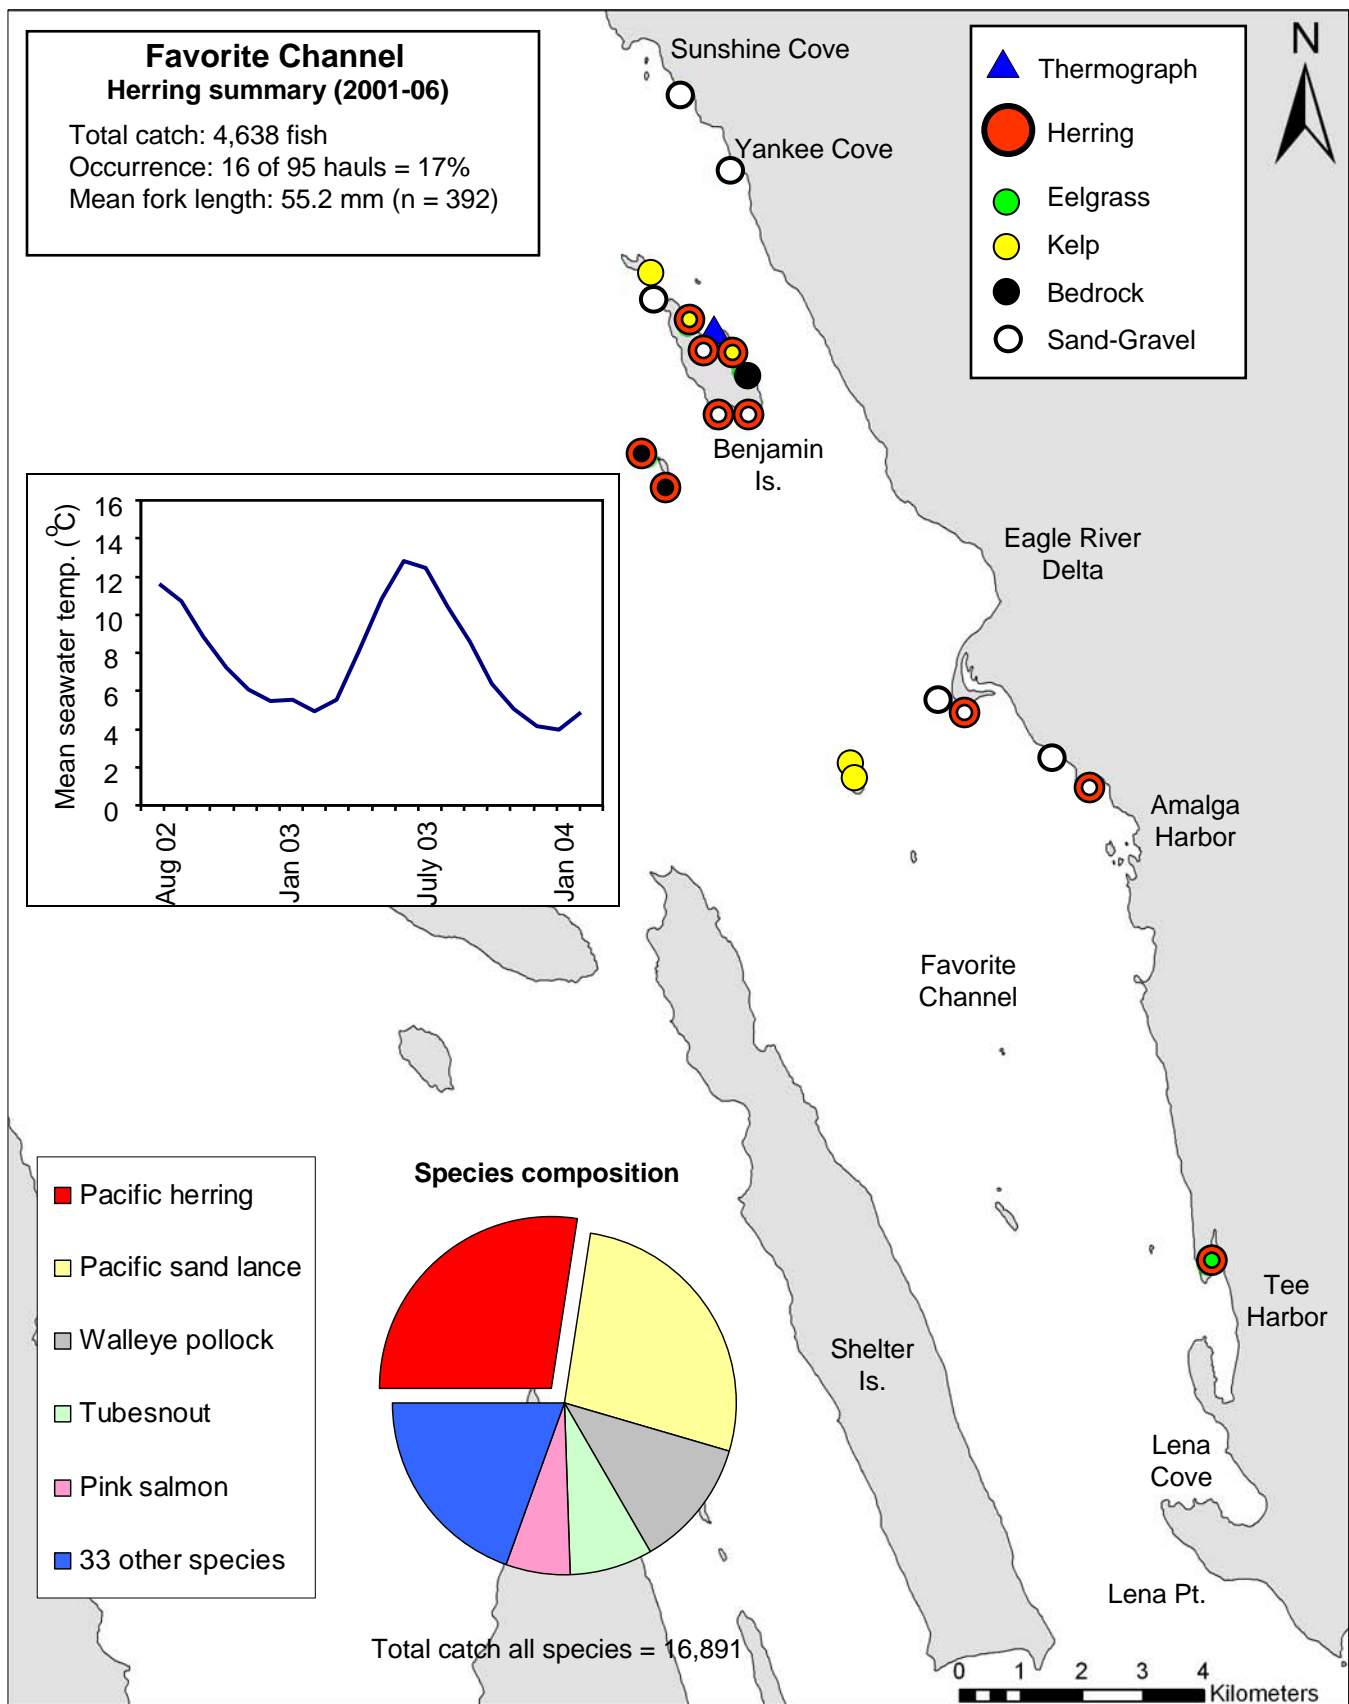 Favorite Channel
Herring summary (2001-06)
Total catch: 4,638 fish
Occurrence: 16 of 95 hauls = 17%
Mean fork length: 55.2 mm (n = 392)
Sunshine Cove
Yankee Cove
Thermograph
Herring
Eelgrass
Kelp
Bedrock
Sand-Gravel
N
Benjamin
Is.
Eagle River
Delta
Amalga
Harbor
Favorite
Channel
Mean seawater temp. (°C)
16
14
12
10
8
6
4
2
0
Aug 02
Jan 03
July 03
Jan 04
Species composition
Pacific herring
Pacific sand lance
Walleye pollock
Tubesnout
Pink salmon
33 other species
Total catch all species = 16,891
Shelter
Is.
Tee
Harbor
Lena
Cove
Lena Pt.
0 1 2 3 4
Kilometers